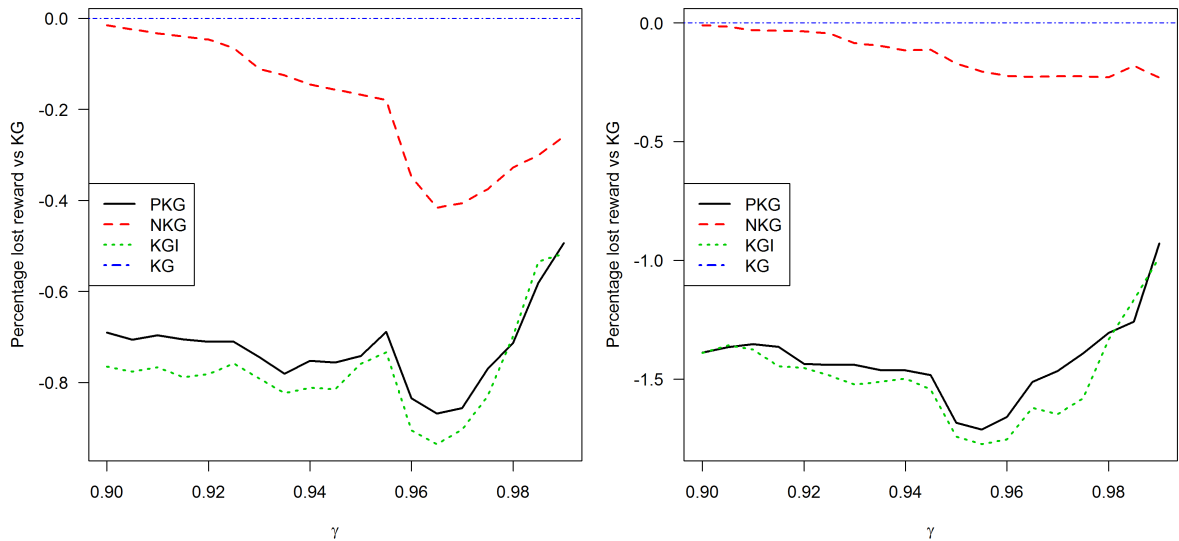 Percentage lost reward vs KG
0.0
-0.2
-0.4
-0.6
-0.8
PKG
NKG
KGI
KG
0.90
0.92
0.94
0.96
0.98
γ
Percentage lost reward vs KG
0.0
-0.5
-1.0
-1.5
PKG
NKG
KGI
KG
0.90
0.92
0.94
0.96
0.98
γ